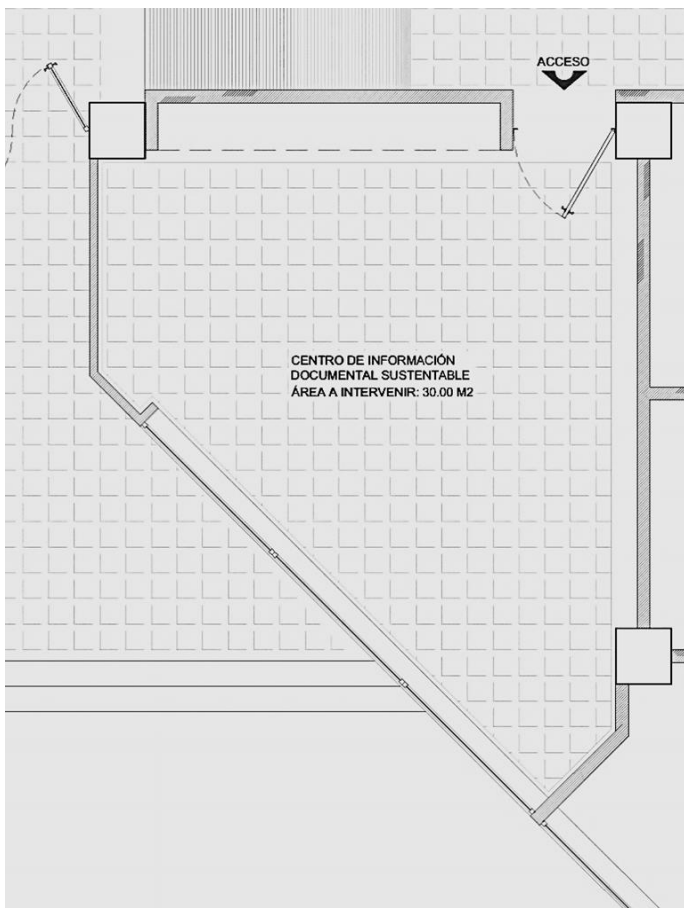 ACCESO
CENTRO DE INFORMACIÓN
DOCUMENTAL SUSTENTABLE
ÁREA A INTERVENIR: 30.00 M2